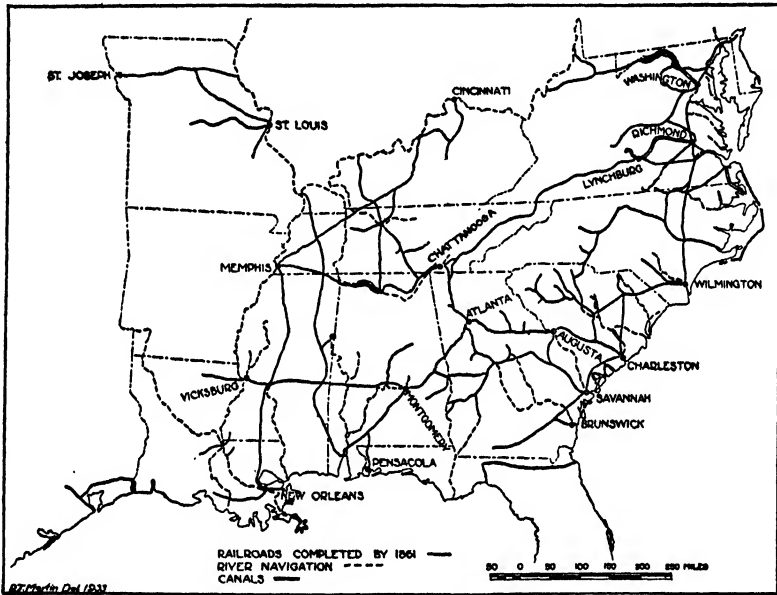 ST. JOSEPH
CINCINNATI
WASHINGTON
ST. LOUIS
RICHMOND
LYNCHBURG
CHATTANOOGA
MEMPHIS
WILMINGTON
ATLANTA
AUGUSTA
CHARLESTON
VICKSBURG
MONTGOMERY
SAVANNAH
BRUNSWICK
PENSACOLA
NEW ORLEANS
RAILROADS COMPLETED BY 1861
RIVER NAVIGATION
CANALS
50 0 50 100 150 200 250 MILES
B.T. Martin Del 1933